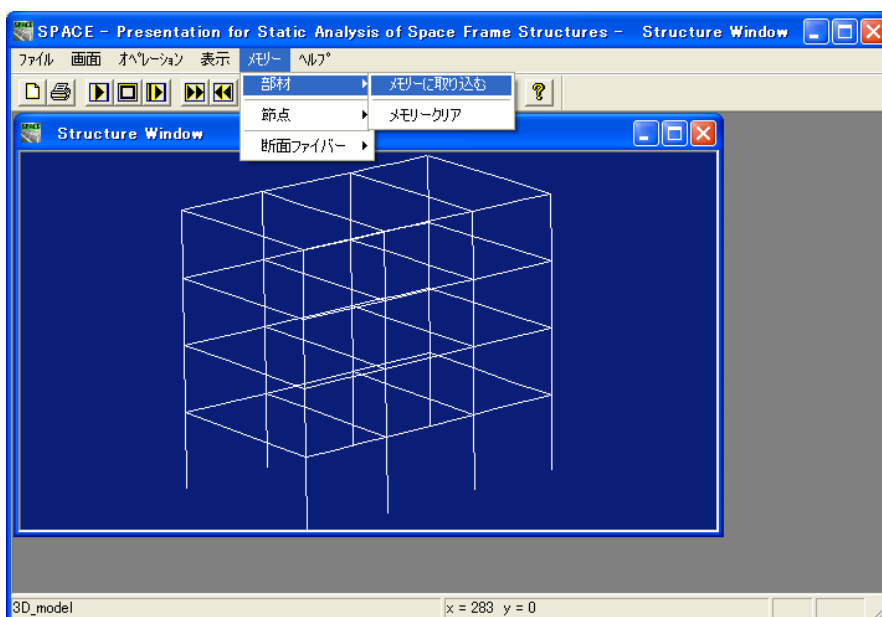 SPACE - Presentation for Static Analysis of Space Frame Structures - Structure Window
ファイル 画面 オペレーション 表示 メモリー ヘルプ
部材
メモリーに取り込む
節点
メモリークリア
断面ファイバー
Structure Window
3D_model
x = 283 y = 0